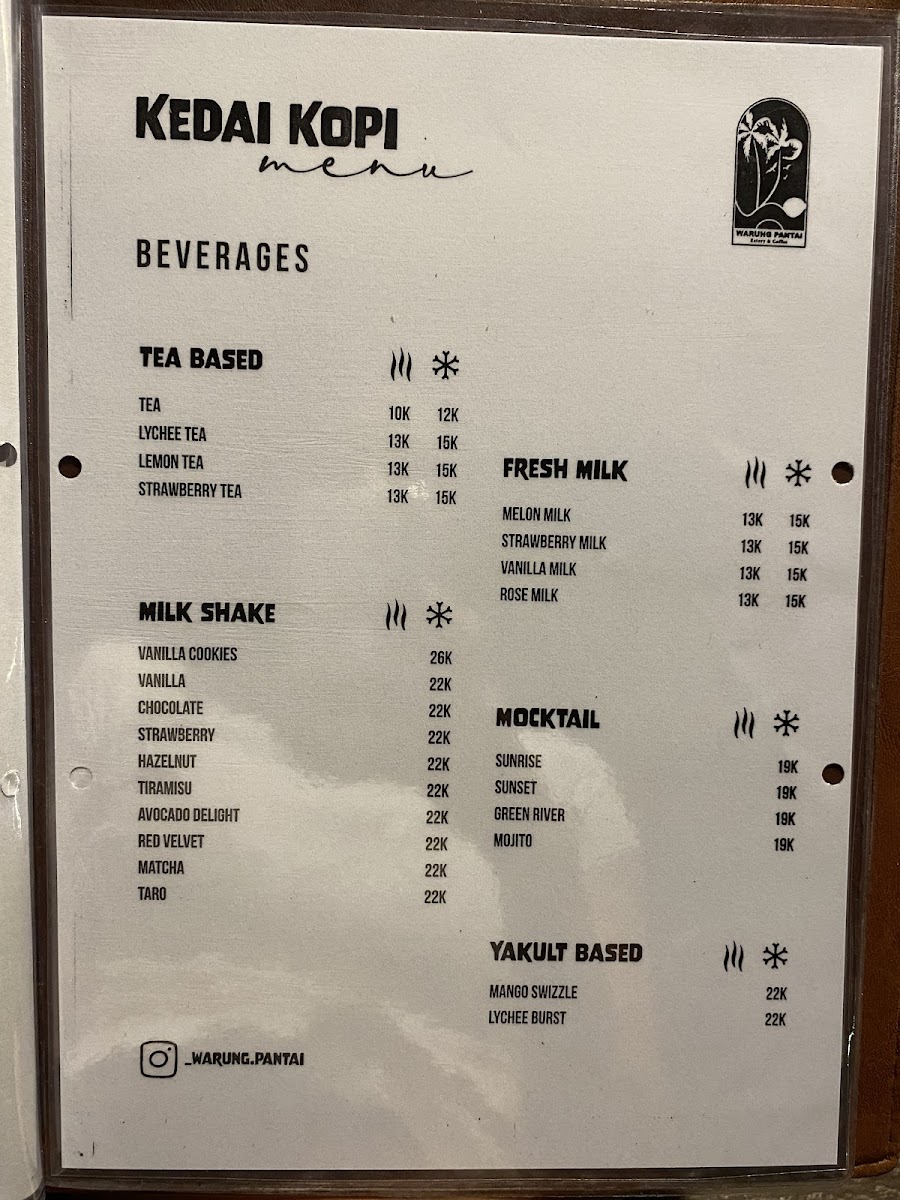 KEDAI KOPI
menu
WARUNG PANTAI
Eatery & Coffee
BEVERAGES
TEA BASED
TEA 10K 12K
LYCHEE TEA 13K 15K
LEMON TEA 13K 15K
STRAWBERRY TEA 13K 15K
MILK SHAKE
VANILLA COOKIES 26K
VANILLA 22K
CHOCOLATE 22K
STRAWBERRY 22K
HAZELNUT 22K
TIRAMISU 22K
AVOCADO DELIGHT 22K
RED VELVET 22K
MATCHA 22K
TARO 22K
FRESH MILK
MELON MILK 13K 15K
STRAWBERRY MILK 13K 15K
VANILLA MILK 13K 15K
ROSE MILK 13K 15K
MOCKTAIL
SUNRISE 19K
SUNSET 19K
GREEN RIVER 19K
MOJITO 19K
YAKULT BASED
MANGO SWIZZLE 22K
LYCHEE BURST 22K
_WARUNG.PANTAI